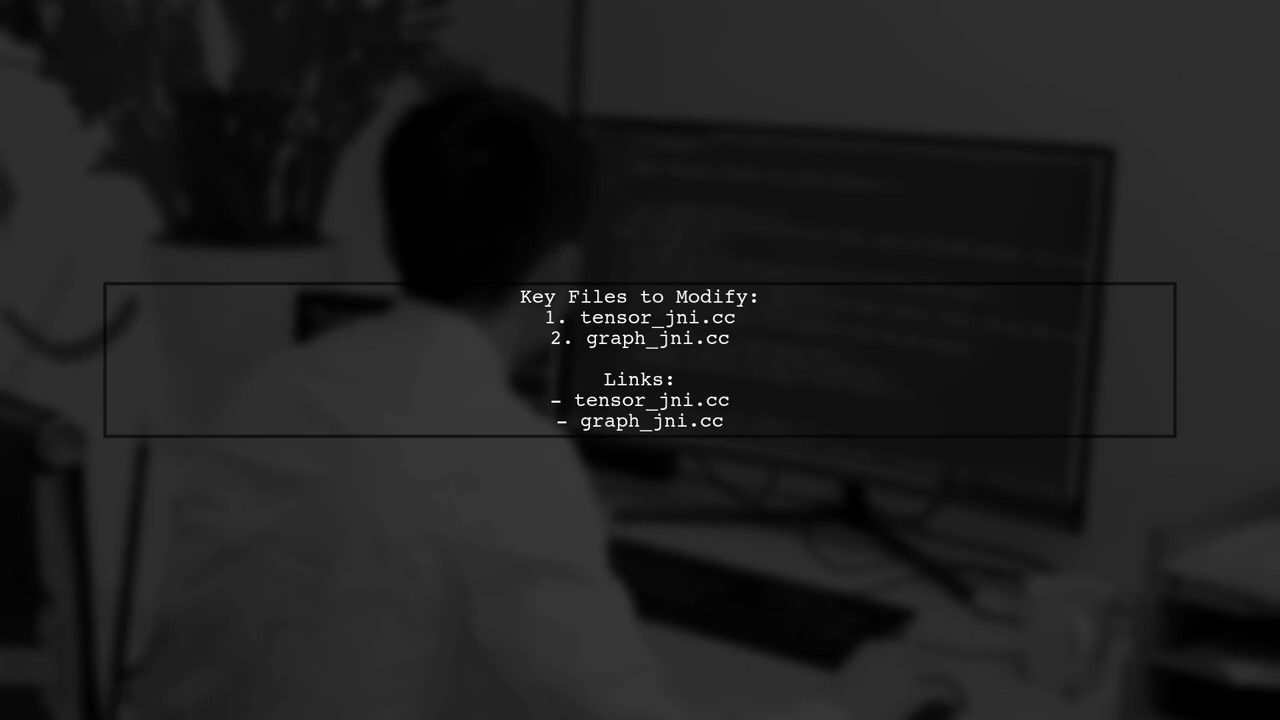 Key Files to Modify:
1. tensor_jni.cc
2. graph_jni.cc
Links:
- tensor_jni.cc
- graph_jni.cc